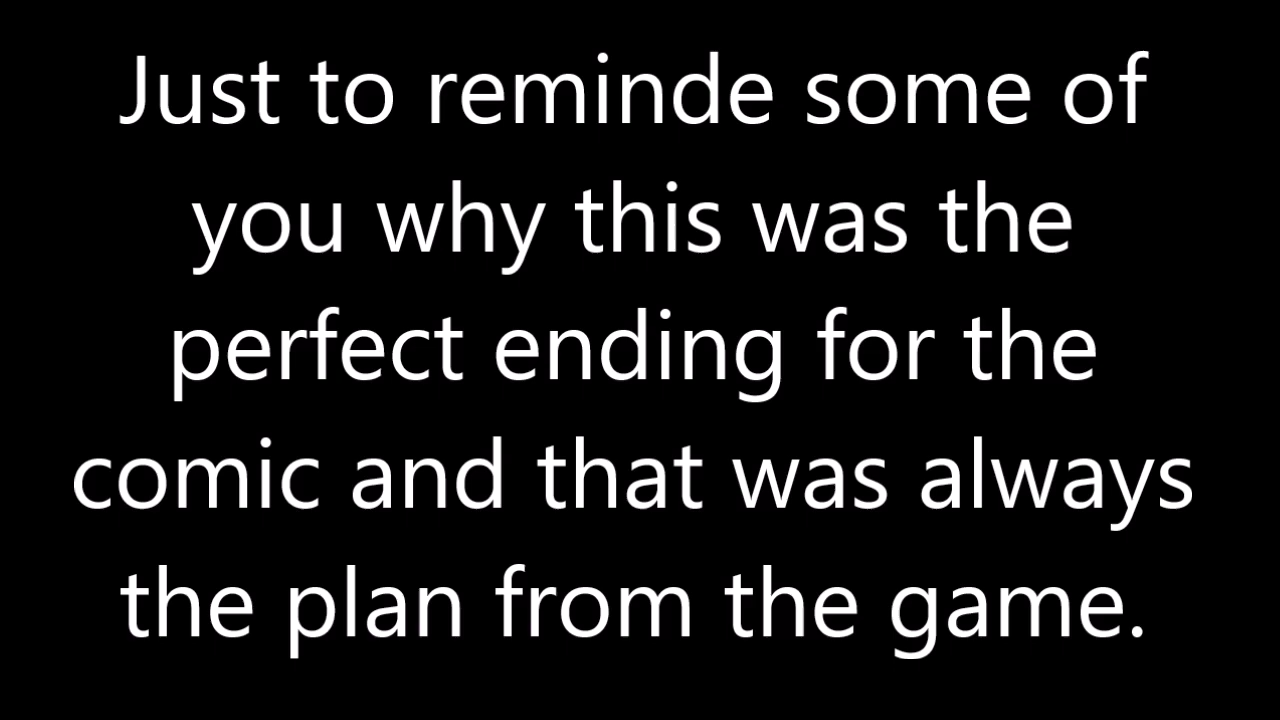 Just to reminde some of
you why this was the
perfect ending for the
comic and that was always
the plan from the game.